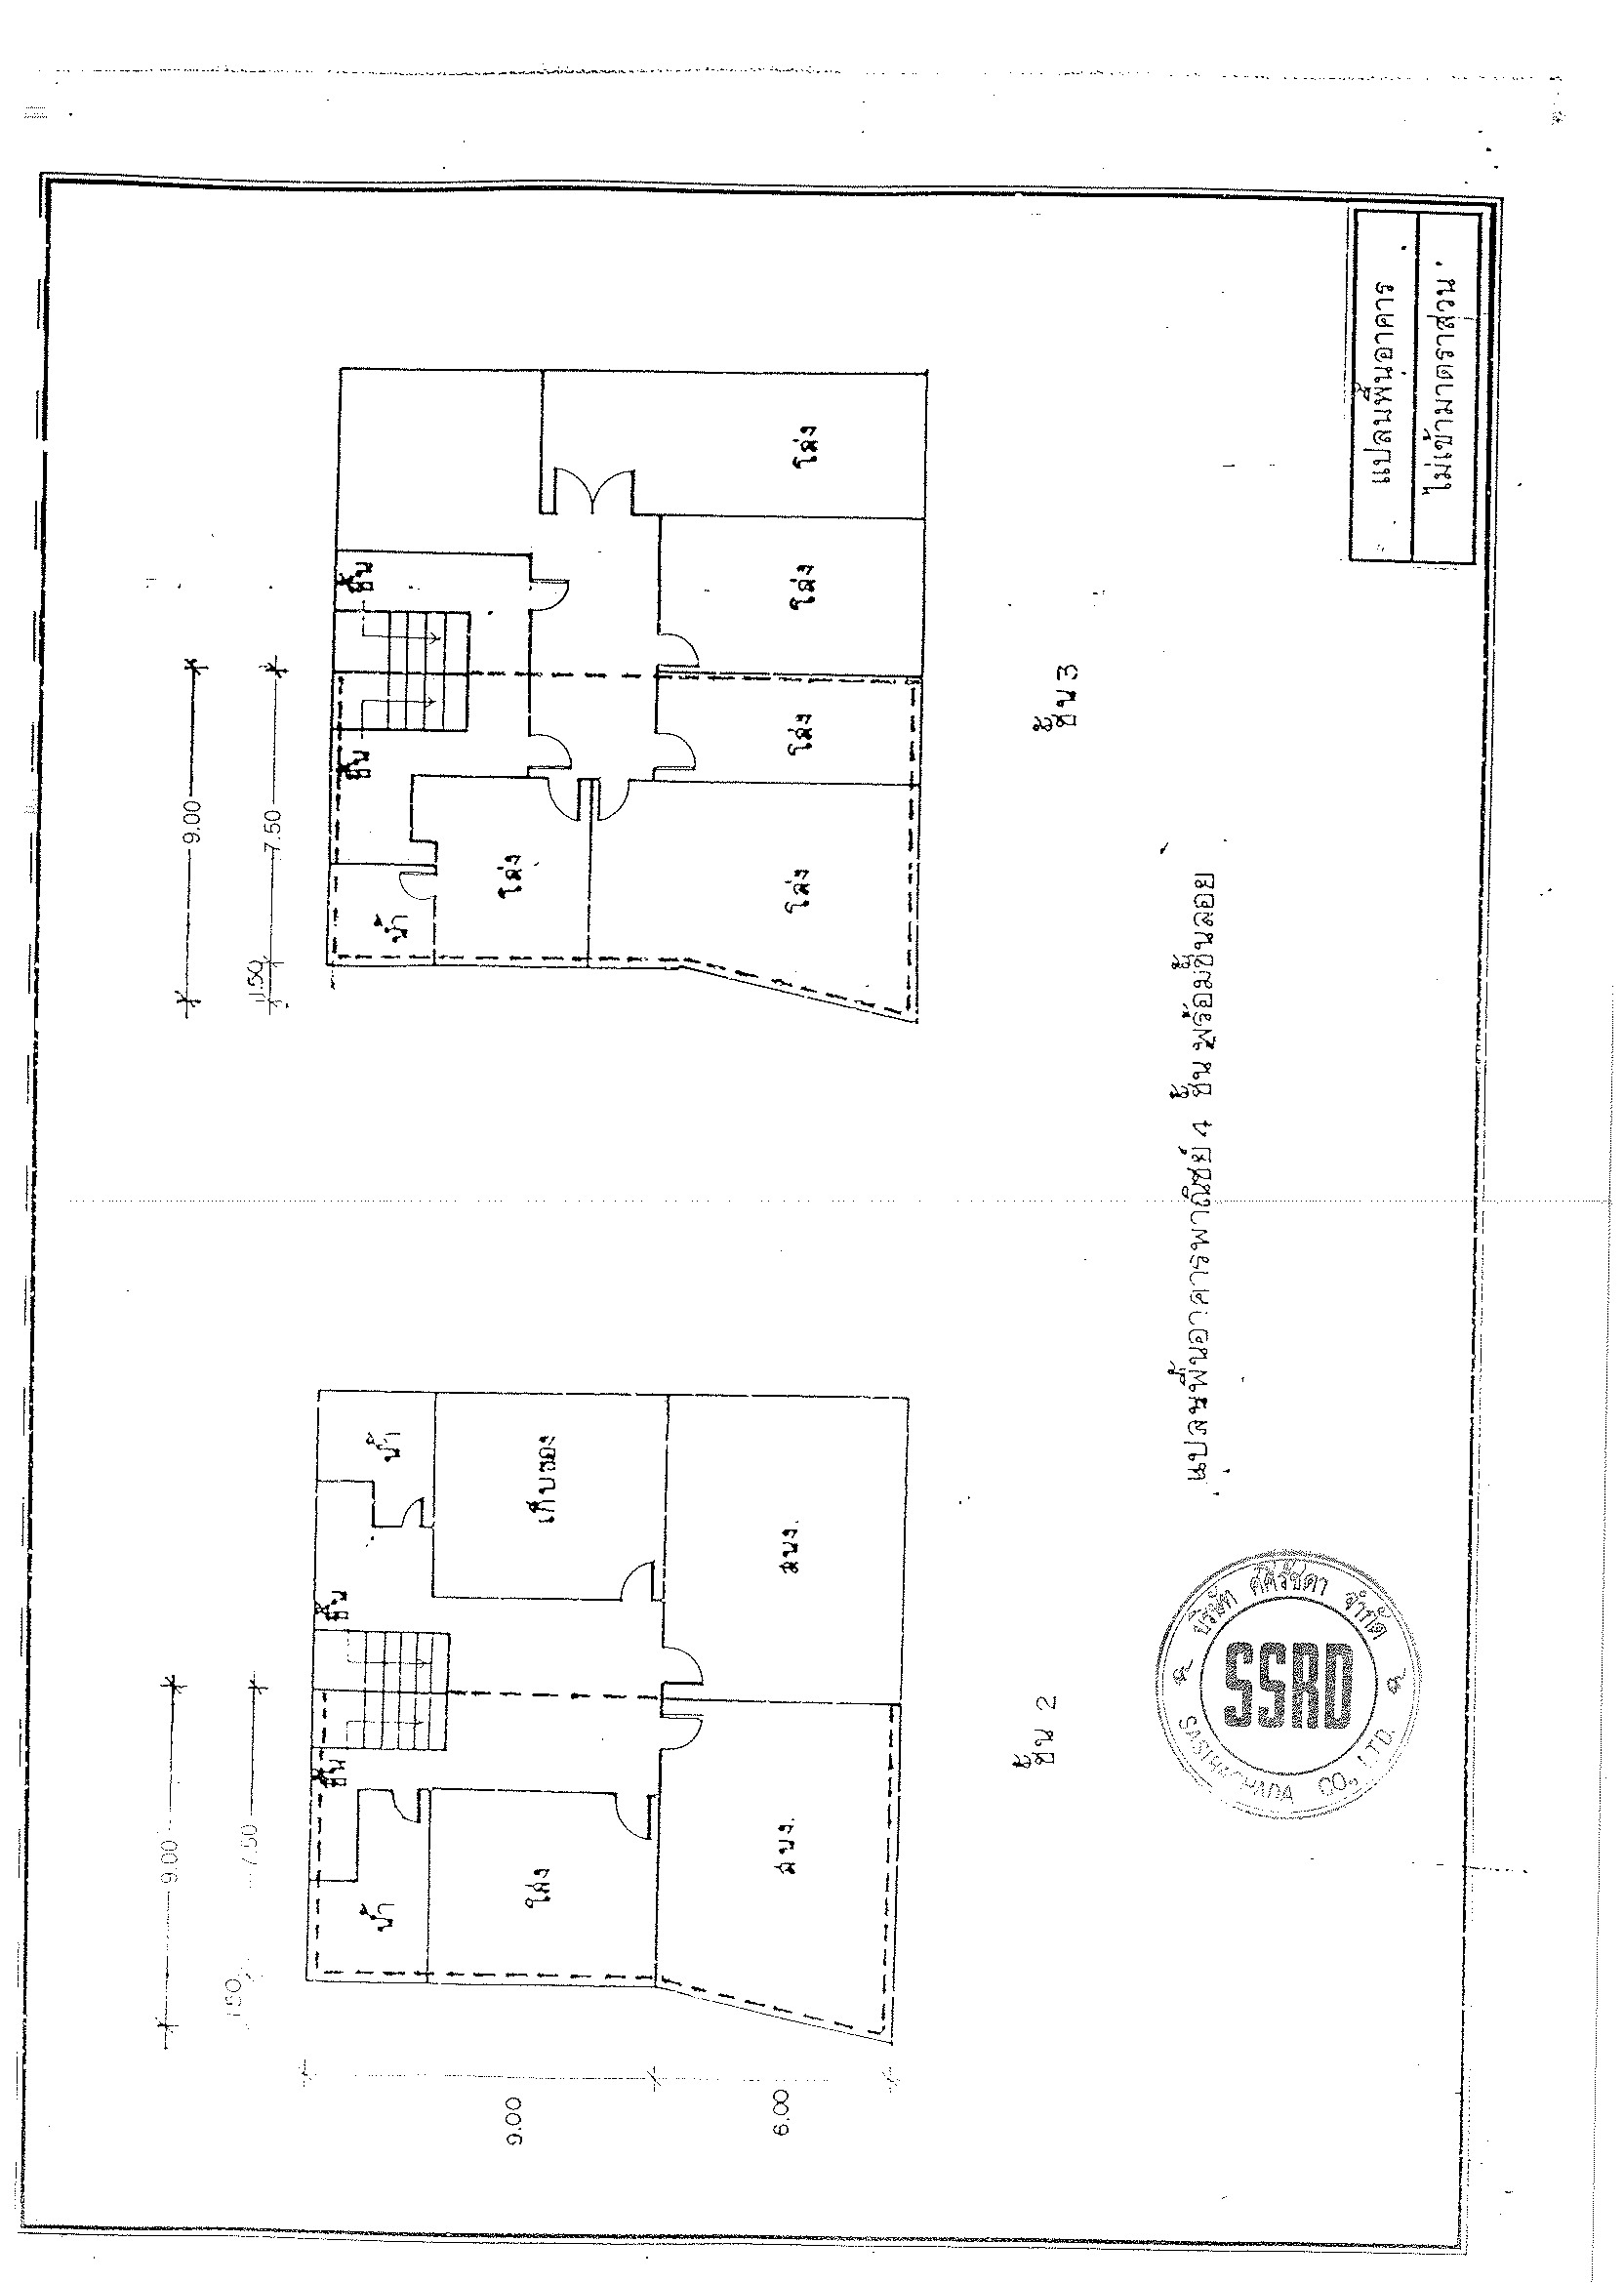 แปลนพื้นอาคาร
ไม่เข้ามาตราส่วน
9.00
7.50
1.50
ขึ้น
ขึ้น
น้ำ
โล่ง
โล่ง
โล่ง
โล่ง
โล่ง
ชั้น 3
9.00
7.50
1.50
9.00
6.00
ขึ้น
ขึ้น
น้ำ
น้ำ
โล่ง
เก็บของ
สนง.
สนง.
ชั้น 2
แปลนพื้นอาคารพาณิชย์ 4 ชั้น พร้อมชั้นลอย
บริษัท ศศิรัชดา จำกัด
SSRD
SASIRACHADA CO., LTD.